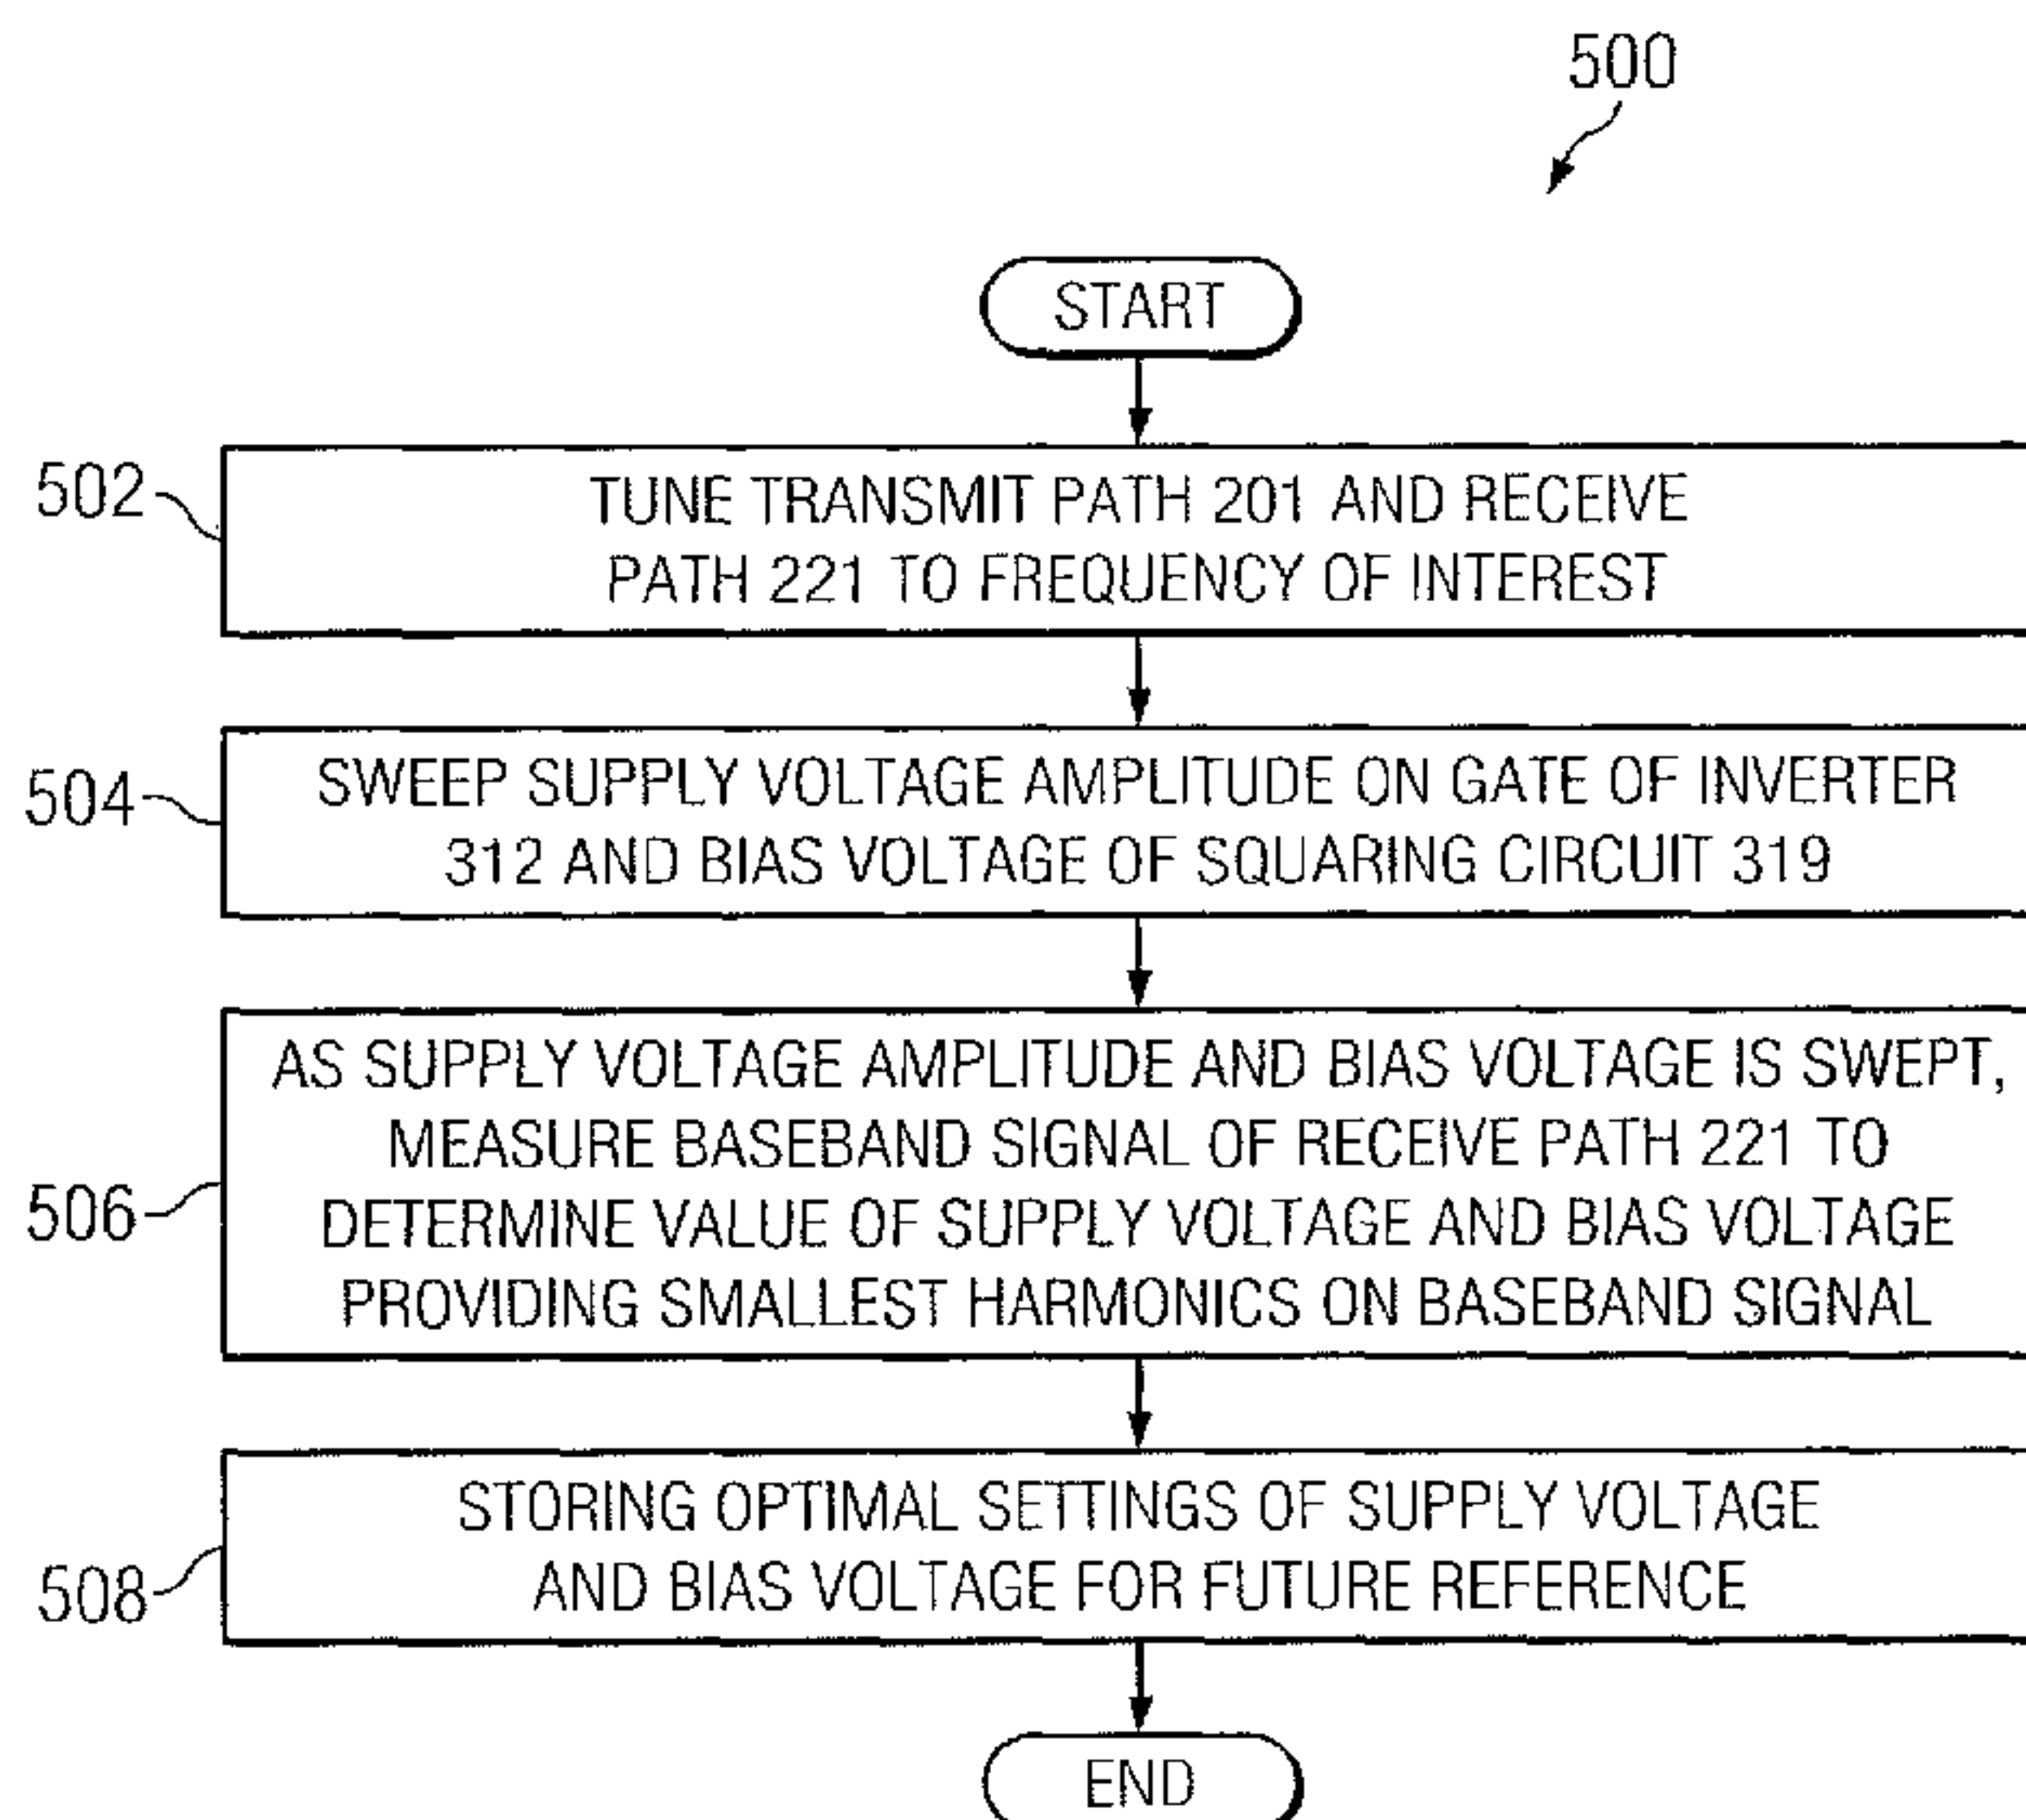 500
START
502
TUNE TRANSMIT PATH 201 AND RECEIVE
PATH 221 TO FREQUENCY OF INTEREST
504
SWEEP SUPPLY VOLTAGE AMPLITUDE ON GATE OF INVERTER
312 AND BIAS VOLTAGE OF SQUARING CIRCUIT 319
506
AS SUPPLY VOLTAGE AMPLITUDE AND BIAS VOLTAGE IS SWEPT,
MEASURE BASEBAND SIGNAL OF RECEIVE PATH 221 TO
DETERMINE VALUE OF SUPPLY VOLTAGE AND BIAS VOLTAGE
PROVIDING SMALLEST HARMONICS ON BASEBAND SIGNAL
508
STORING OPTIMAL SETTINGS OF SUPPLY VOLTAGE
AND BIAS VOLTAGE FOR FUTURE REFERENCE
END